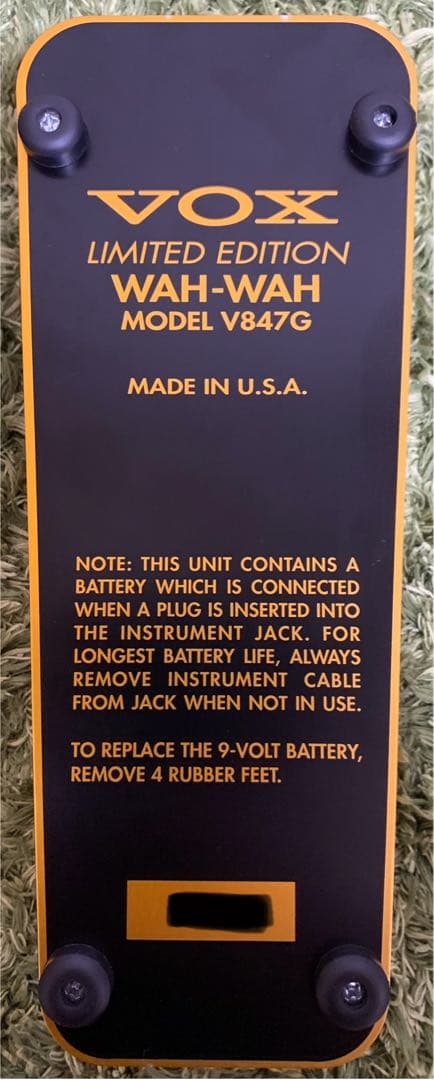 VOX
LIMITED EDITION
WAH-WAH
MODEL V847G
MADE IN U.S.A.
NOTE: THIS UNIT CONTAINS A
BATTERY WHICH IS CONNECTED
WHEN A PLUG IS INSERTED INTO
THE INSTRUMENT JACK. FOR
LONGEST BATTERY LIFE, ALWAYS
REMOVE INSTRUMENT CABLE
FROM JACK WHEN NOT IN USE.
TO REPLACE THE 9-VOLT BATTERY,
REMOVE 4 RUBBER FEET.